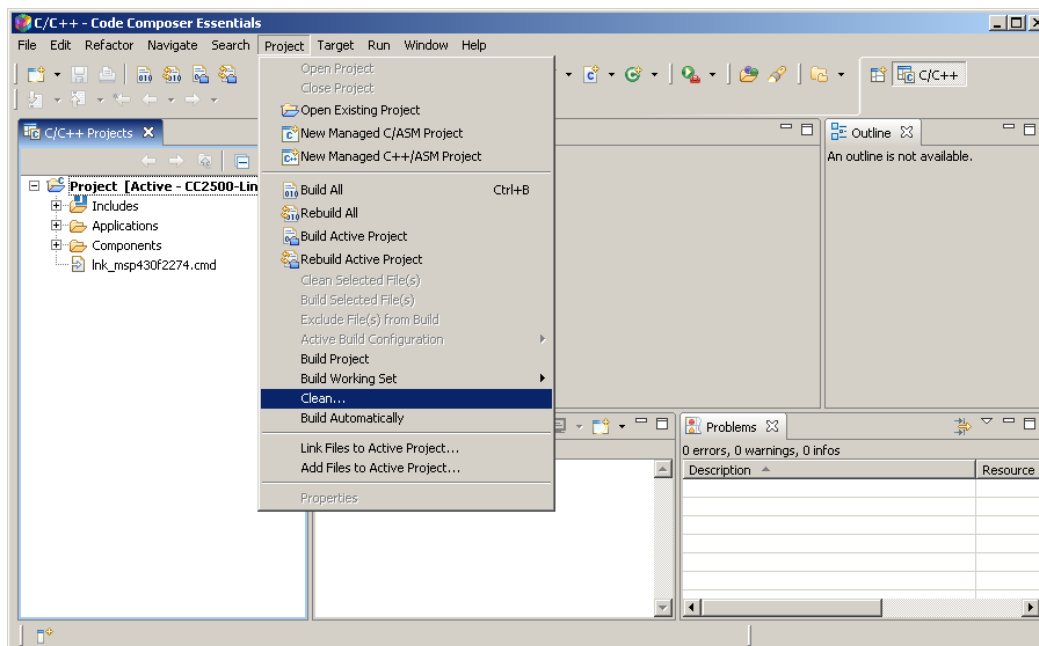 C/C++ - Code Composer Essentials
File Edit Refactor Navigate Search Project Target Run Window Help
C/C++
C/C++ Projects
Project [Active - CC2500-Lin
Includes
Applications
Components
lnk_msp430f2274.cmd
Open Project
Close Project
Open Existing Project
New Managed C/ASM Project
New Managed C++/ASM Project
Build All Ctrl+B
Rebuild All
Build Active Project
Rebuild Active Project
Clean Selected File(s)
Build Selected File(s)
Exclude File(s) from Build
Active Build Configuration
Build Project
Build Working Set
Clean...
Build Automatically
Link Files to Active Project...
Add Files to Active Project...
Properties
Outline
An outline is not available.
Problems
0 errors, 0 warnings, 0 infos
Description Resource